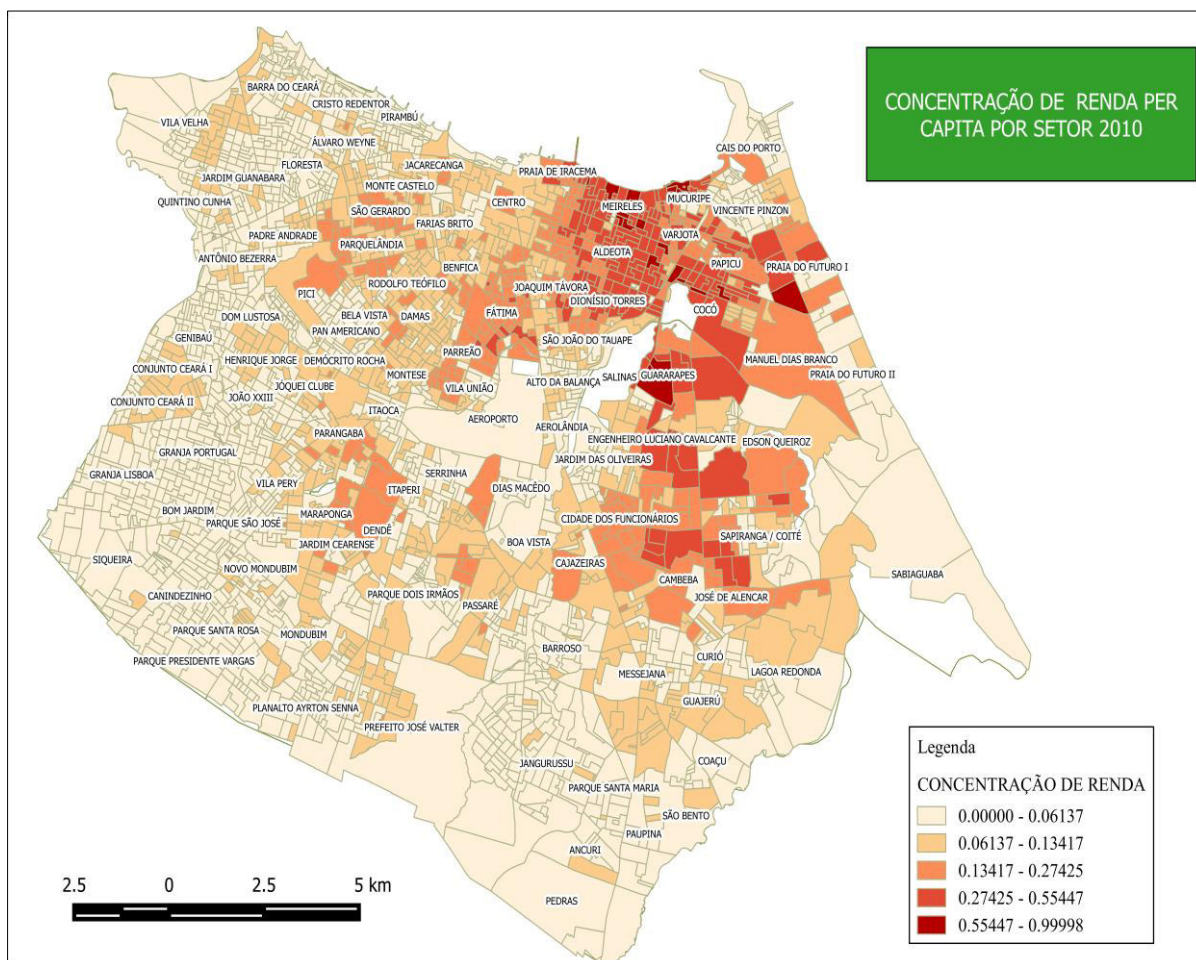 CONCENTRAÇÃO DE RENDA PER
CAPITA POR SETOR 2010
BARRA DO CEARÁ
CRISTO REDENTOR
PIRAMBÚ
VILA VELHA
ÁLVARO WEYNE
CAIS DO PORTO
FLORESTA
JACARECANGA
PRAIA DE IRACEMA
JARDIM GUANABARA
MONTE CASTELO
MUCURIPE
QUINTINO CUNHA
CENTRO
MEIRELES
VINCENTE PINZON
SÃO GERARDO
FARIAS BRITO
PADRE ANDRADE
VARJOTA
PARQUELÂNDIA
ALDEOTA
ANTÔNIO BEZERRA
BENFICA
PAPICU
PRAIA DO FUTURO I
RODOLFO TEÓFILO
JOAQUIM TÁVORA
PICI
DIONÍSIO TORRES
COCÓ
DOM LUSTOSA
BELA VISTA
DAMAS
FÁTIMA
PAN AMERICANO
GENIBAÚ
SÃO JOÃO DO TAUAPE
HENRIQUE JORGE
DEMÓCRITO ROCHA
PARREÃO
MANUEL DIAS BRANCO
CONJUNTO CEARÁ I
MONTESE
SALINAS
GUARARAPES
PRAIA DO FUTURO II
JÓQUEI CLUBE
VILA UNIÃO
ALTO DA BALANÇA
JOÃO XXIII
CONJUNTO CEARÁ II
ITAOCA
AEROPORTO
AEROLÂNDIA
PARANGABA
ENGENHEIRO LUCIANO CAVALCANTE
EDSON QUEIROZ
GRANJA PORTUGAL
JARDIM DAS OLIVEIRAS
GRANJA LISBOA
SERRINHA
VILA PERY
ITAPERI
DIAS MACÊDO
BOM JARDIM
MARAPONGA
PARQUE SÃO JOSÉ
CIDADE DOS FUNCIONÁRIOS
DENDÊ
SAPIRANGA / COITÉ
JARDIM CEARENSE
BOA VISTA
SIQUEIRA
NOVO MONDUBIM
CAJAZEIRAS
SABIAGUABA
CAMBEBA
CANINDEZINHO
PARQUE DOIS IRMÃOS
JOSÉ DE ALENCAR
PASSARÉ
PARQUE SANTA ROSA
MONDUBIM
BARROSO
CURIÓ
PARQUE PRESIDENTE VARGAS
MESSEJANA
LAGOA REDONDA
GUAJERÚ
PLANALTO AYRTON SENNA
PREFEITO JOSÉ VALTER
JANGURUSSU
COAÇU
PARQUE SANTA MARIA
SÃO BENTO
PAUPINA
ANCURI
PEDRAS
2.5 0 2.5 5 km
Legenda
CONCENTRAÇÃO DE RENDA
0.00000 - 0.06137
0.06137 - 0.13417
0.13417 - 0.27425
0.27425 - 0.55447
0.55447 - 0.99998